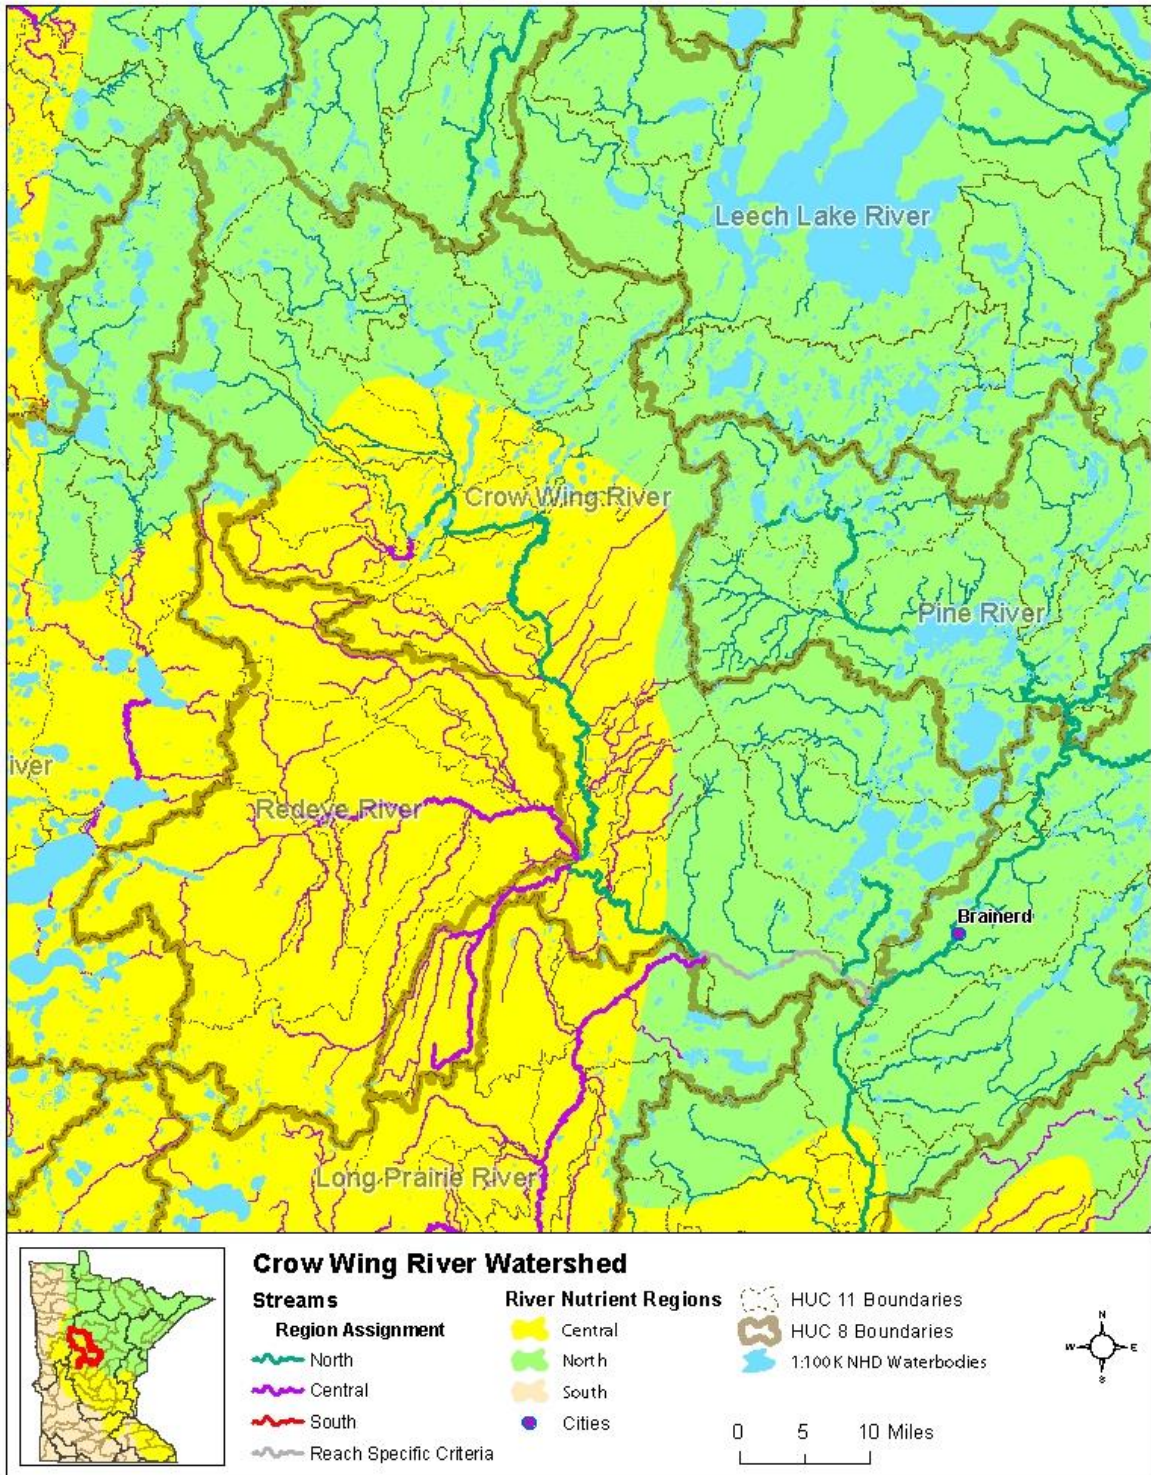 Leech Lake River
Crow Wing River
Pine River
iver
Redeye River
Brainerd
Long Prairie River
Crow Wing River Watershed
Streams
Region Assignment
North
Central
South
Reach Specific Criteria
River Nutrient Regions
Central
North
South
Cities
HUC 11 Boundaries
HUC 8 Boundaries
1:100K NHD Waterbodies
0 5 10 Miles
N
W E
S